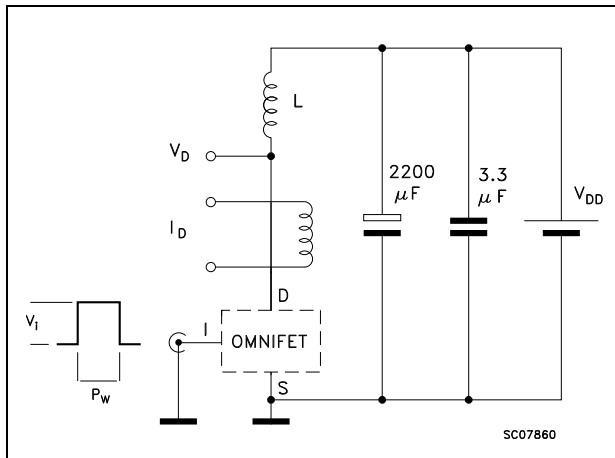 L
V_D
2200
μF
3.3
μF
V_DD
I_D
D
V_i
I
OMNIFET
S
P_W
SC07860